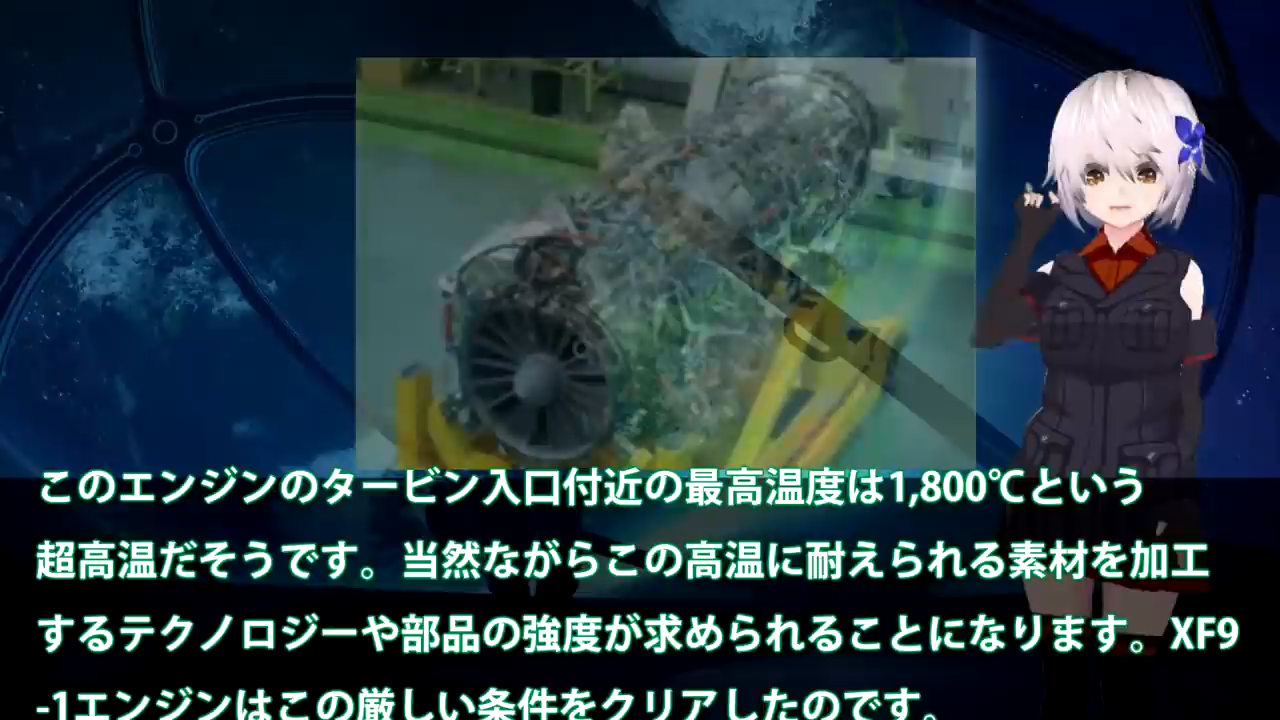 このエンジンのタービン入口付近の最高温度は1,800℃という
超高温だそうです。当然ながらこの高温に耐えられる素材を加工
するテクノロジーや部品の強度が求められることになります。XF9
-1エンジンはこの厳しい条件をクリアしたのです。